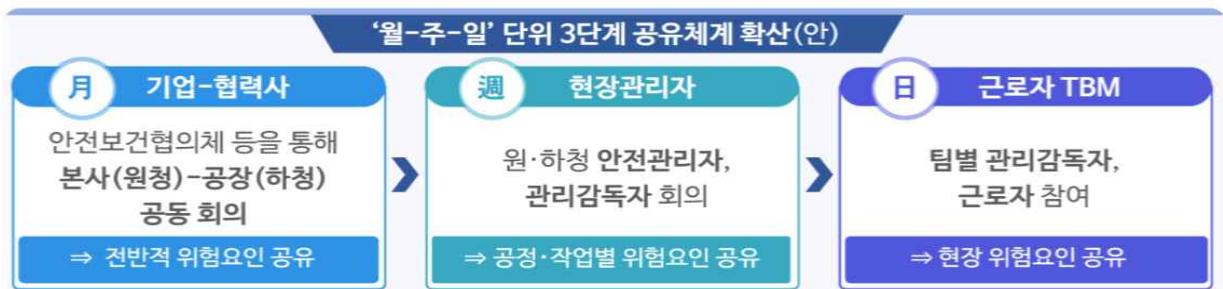 ‘월-주-일’ 단위 3단계 공유체계 확산(안)
月 기업-협력사
안전보건협의체 등을 통해
본사(원청)-공장(하청)
공동 회의
⇒ 전반적 위험요인 공유
週 현장관리자
원·하청 안전관리자,
관리감독자 회의
⇒ 공정·작업별 위험요인 공유
日 근로자 TBM
팀별 관리감독자,
근로자 참여
⇒ 현장 위험요인 공유